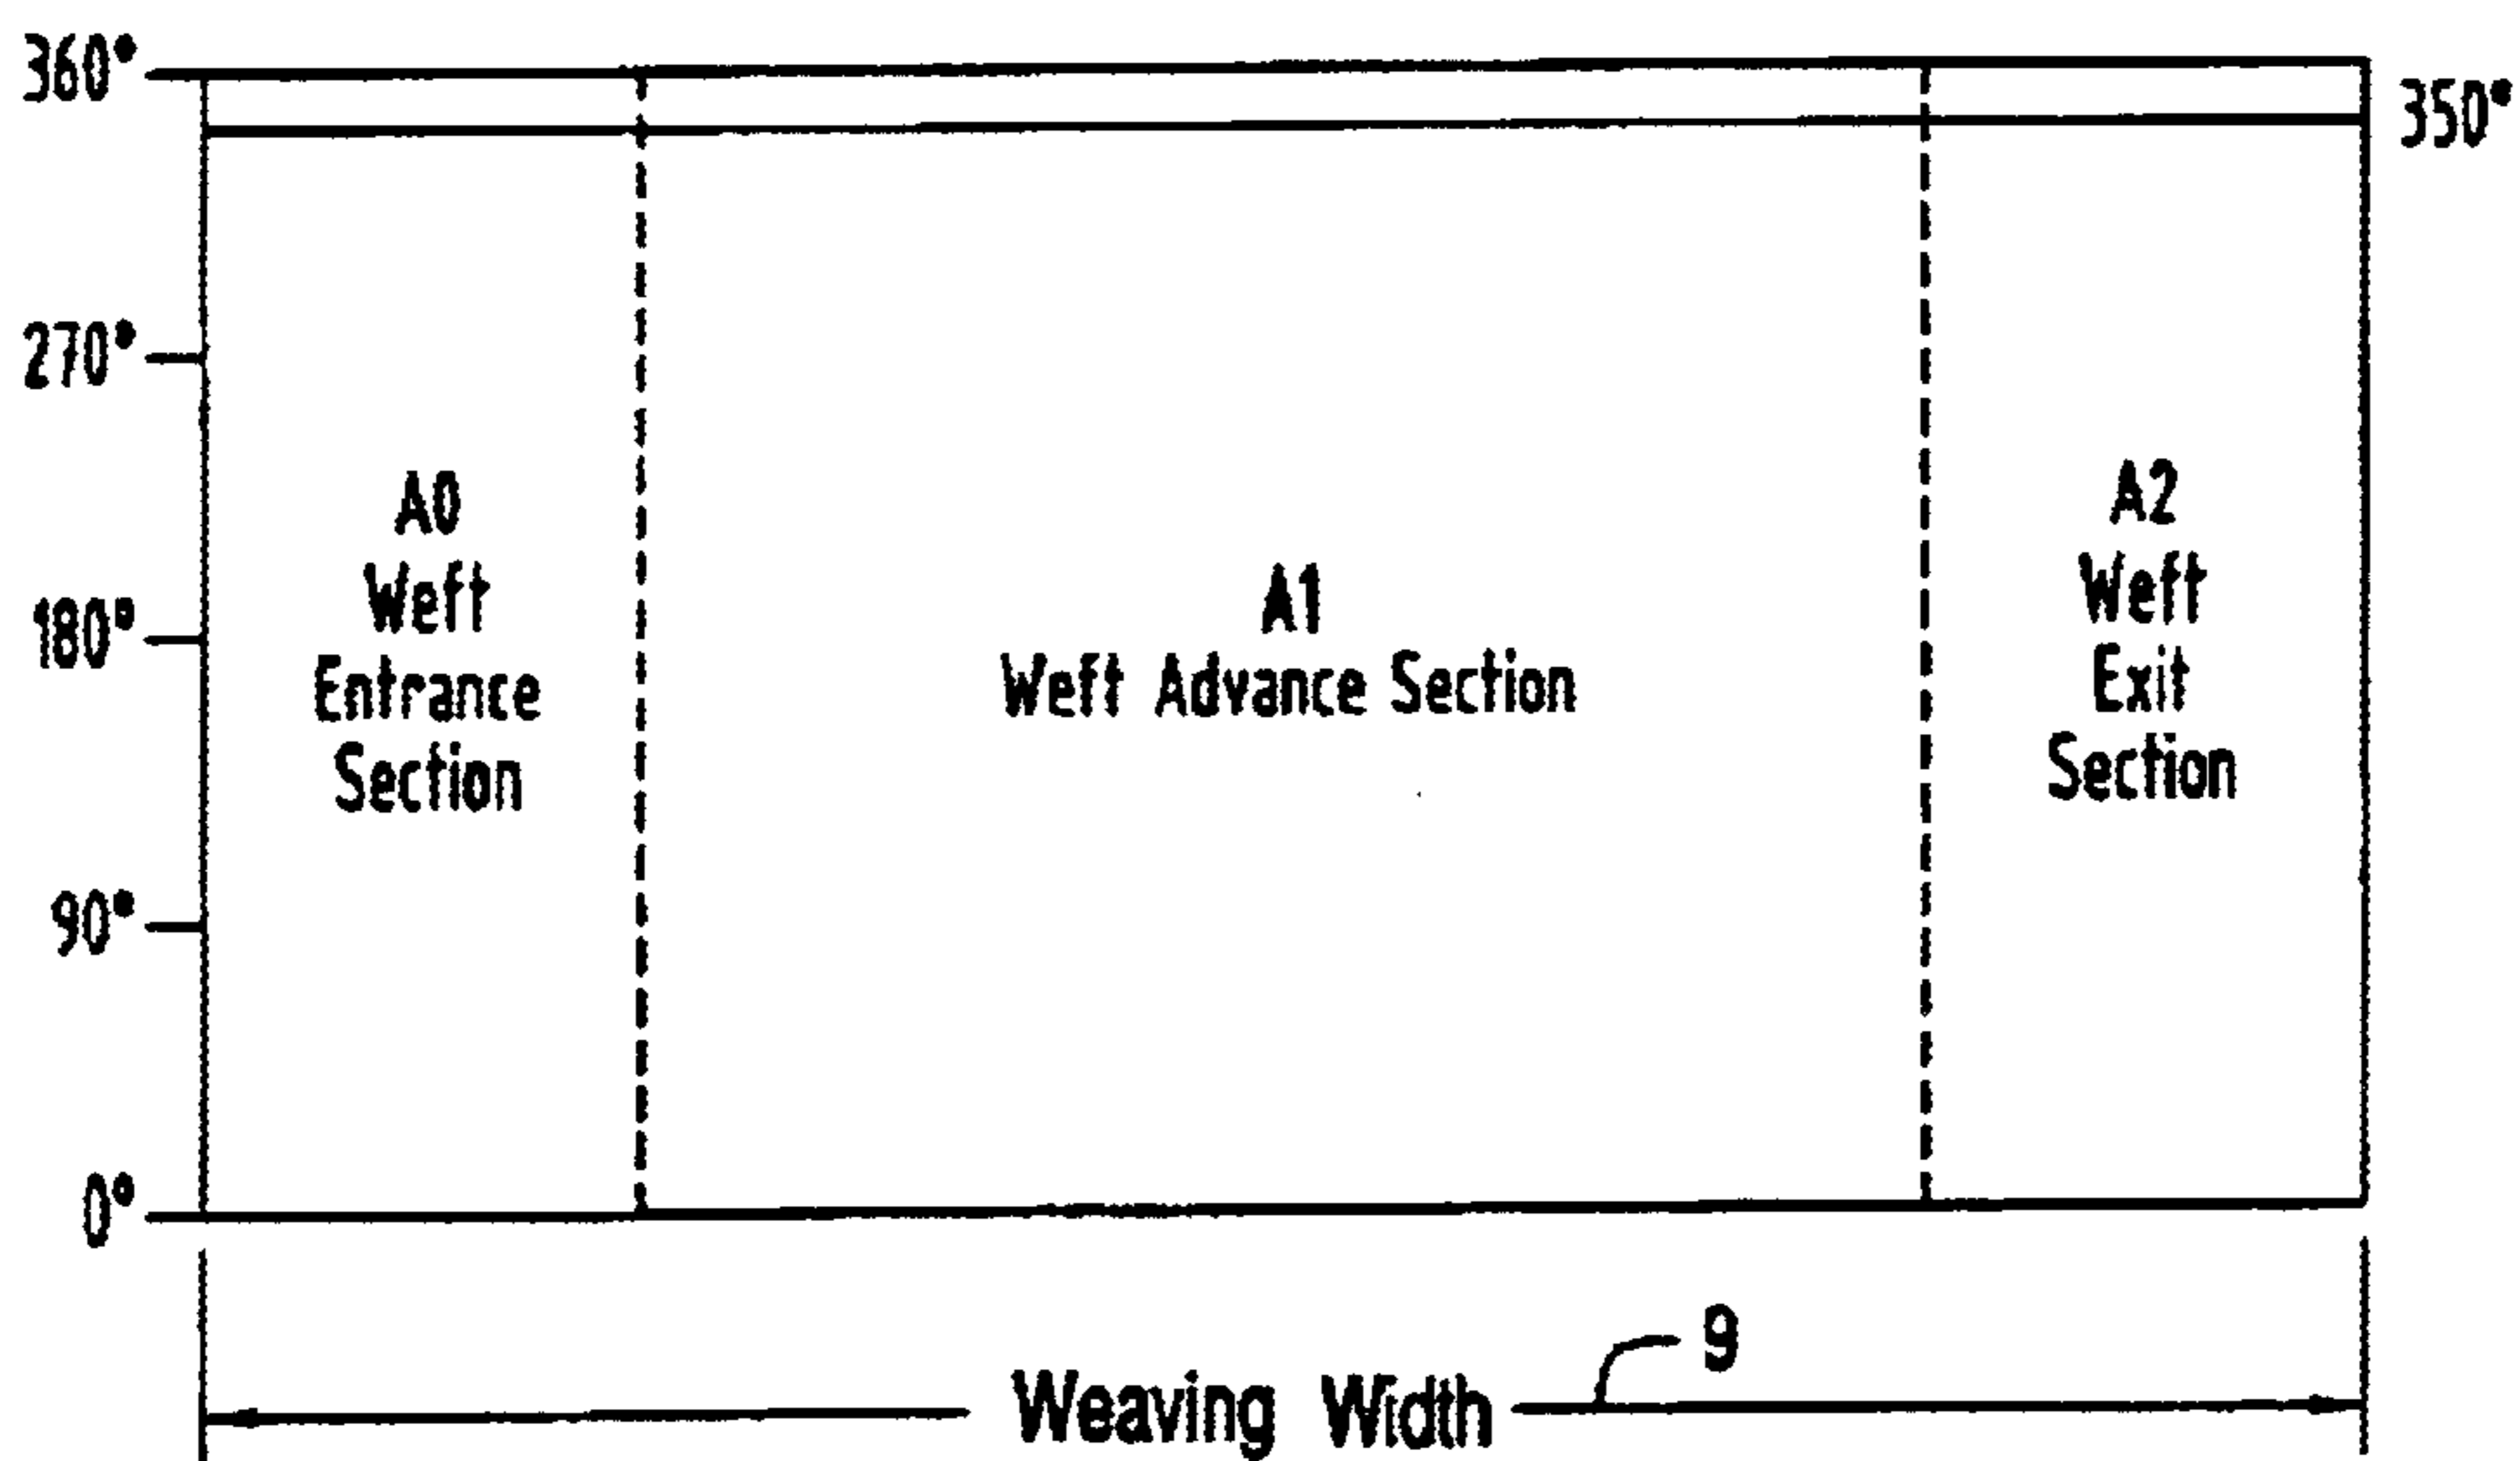 360°
350°
270°
180°
90°
0°
A0
Weft
Entrance
Section
A1
Weft Advance Section
A2
Weft
Exit
Section
9
Weaving Width